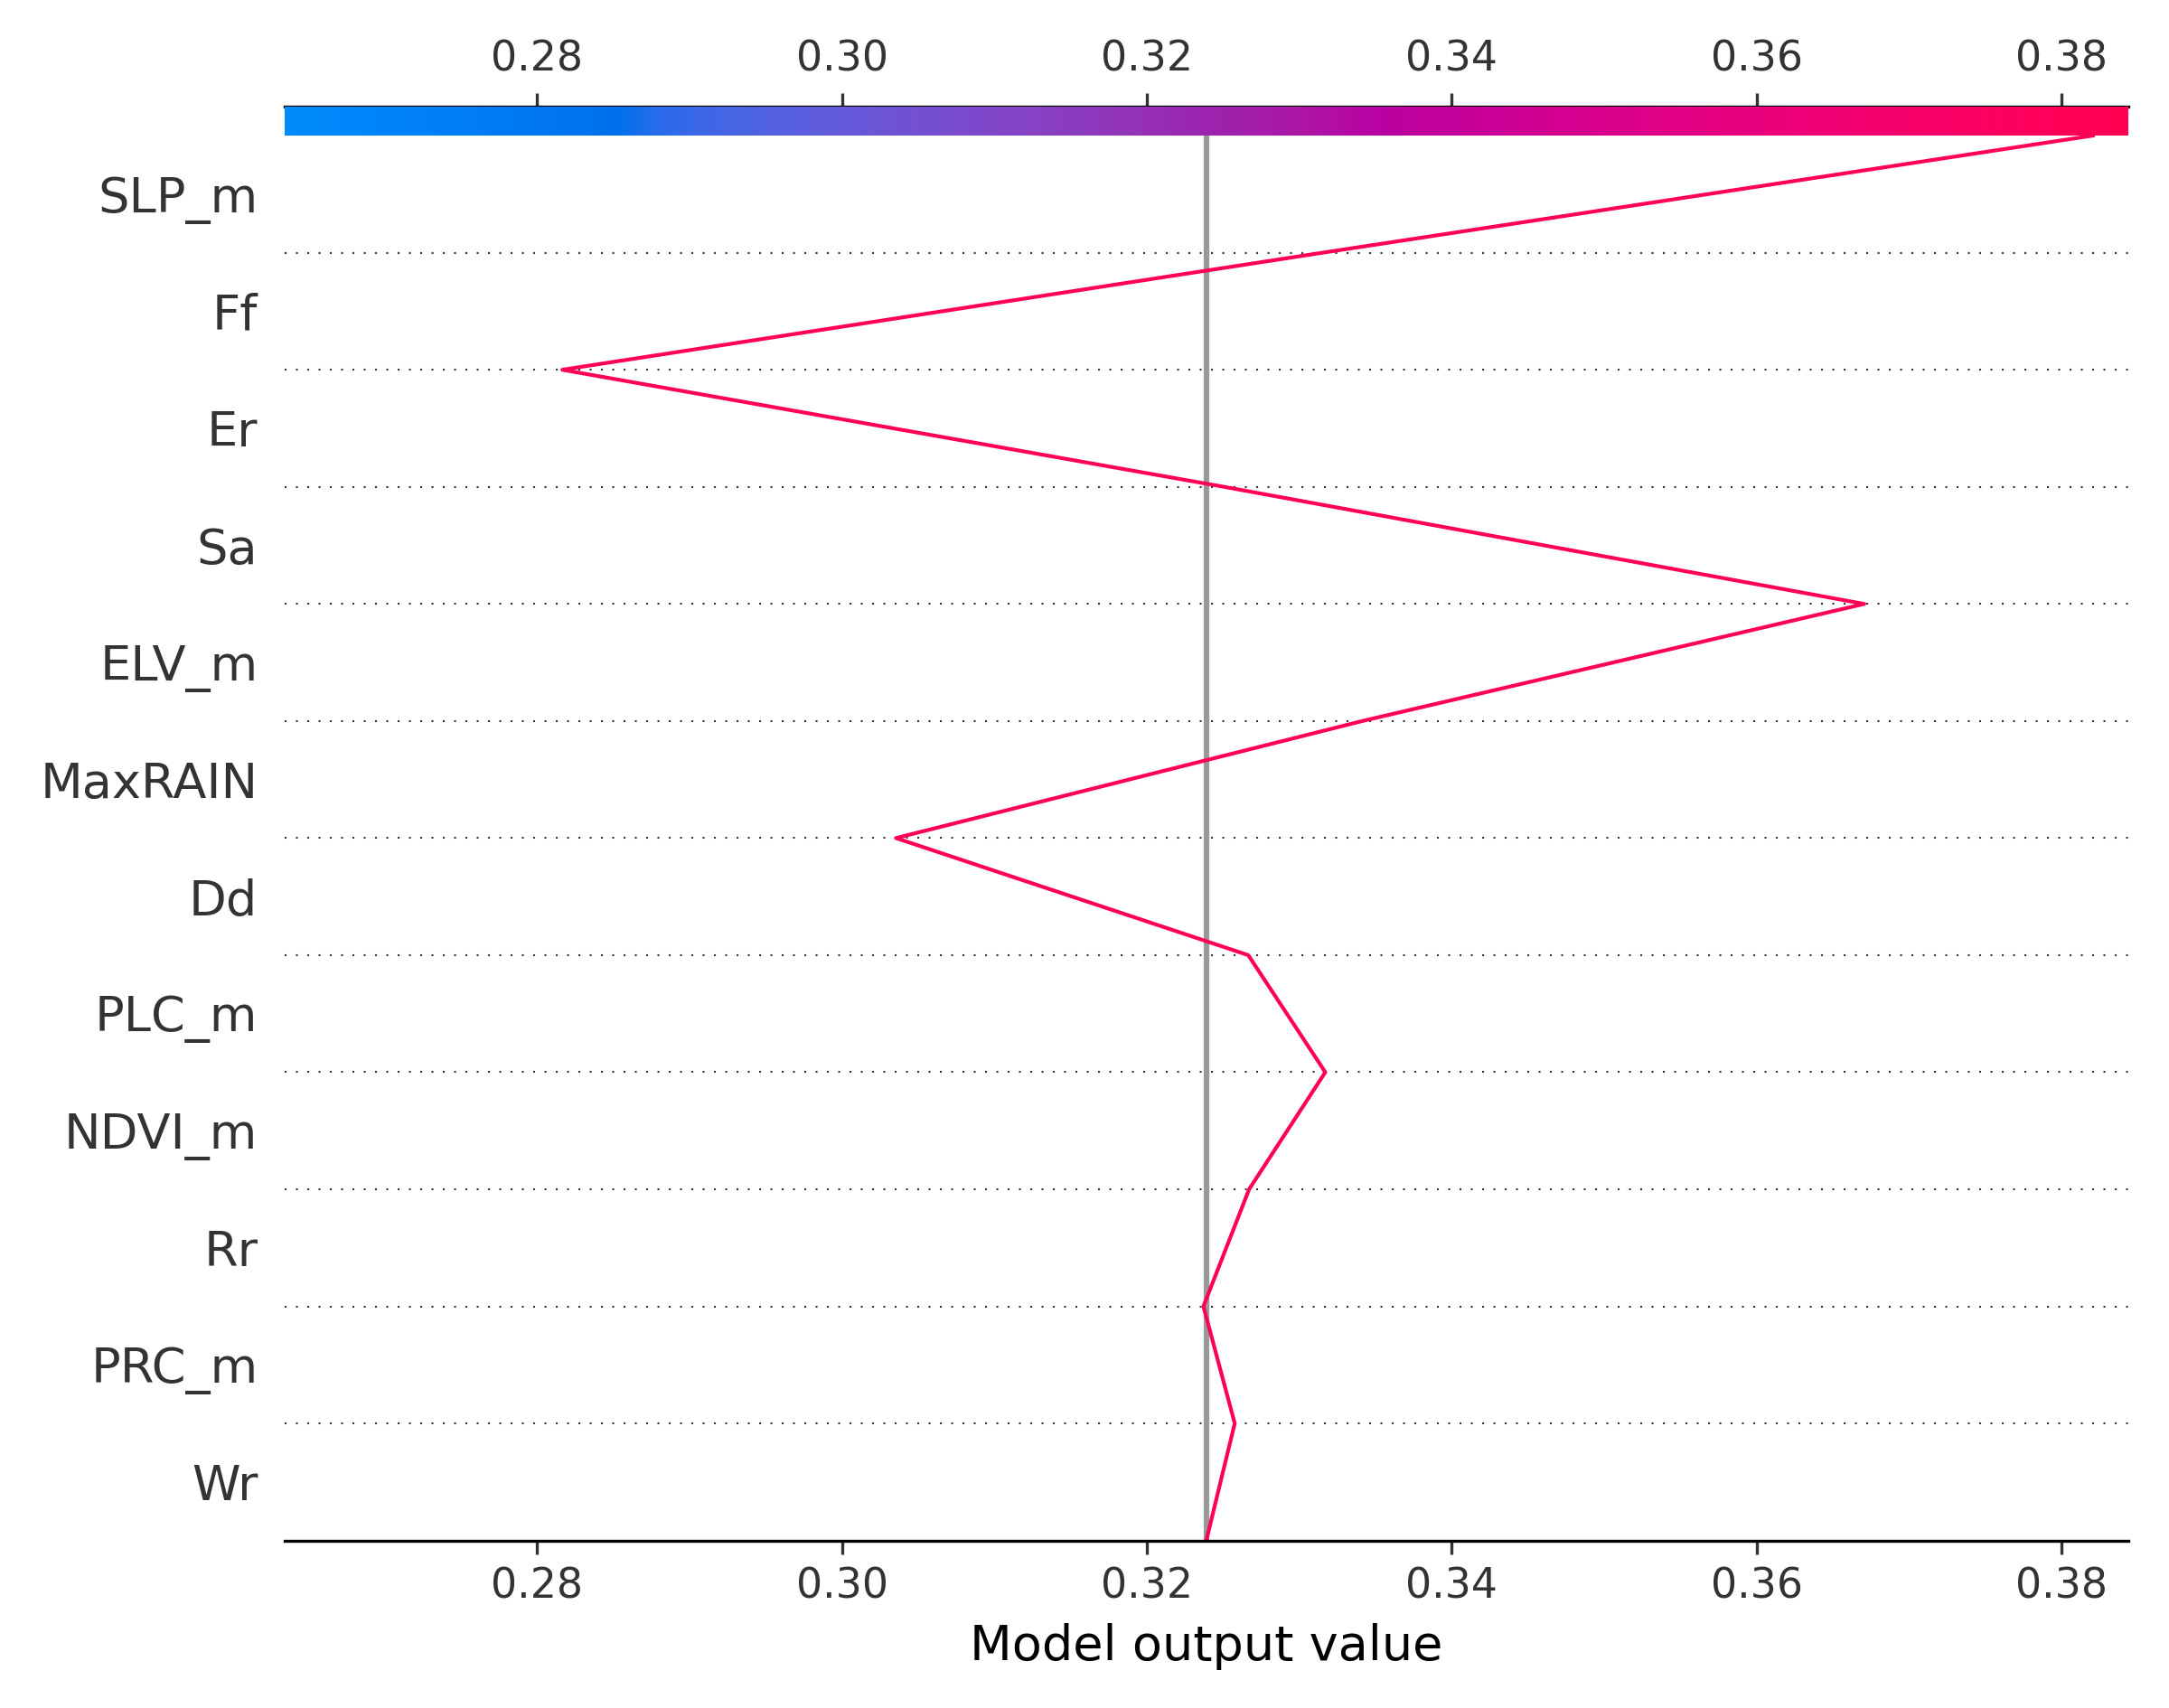 0.28 0.30 0.32 0.34 0.36 0.38
SLP_m
Ff
Er
Sa
ELV_m
MaxRAIN
Dd
PLC_m
NDVI_m
Rr
PRC_m
Wr
0.28 0.30 0.32 0.34 0.36 0.38
Model output value